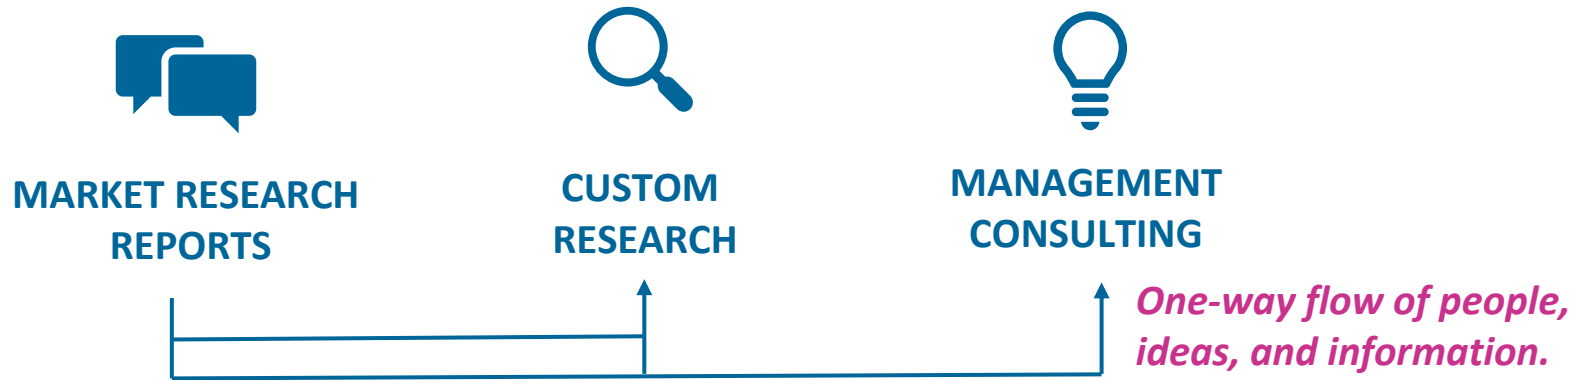 MARKET RESEARCH
REPORTS
CUSTOM
RESEARCH
MANAGEMENT
CONSULTING
One-way flow of people,
ideas, and information.